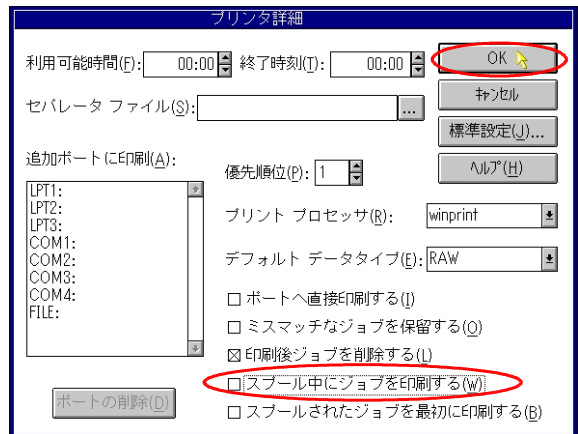 プリンタ詳細
利用可能時間(F): 00:00 終了時刻(T): 00:00
OK
キャンセル
標準設定(J)...
ヘルプ(H)
セパレータ ファイル(S): ...
追加ポートに印刷(A):
LPT1:
LPT2:
LPT3:
COM1:
COM2:
COM3:
COM4:
FILE:
ポートの削除(D)
優先順位(P): 1
プリント プロセッサ(R): winprint
デフォルト データタイプ(E): RAW
ポートへ直接印刷する(I)
ミスマッチなジョブを保留する(O)
印刷後ジョブを削除する(L)
スプール中にジョブを印刷する(W)
スプールされたジョブを最初に印刷する(B)